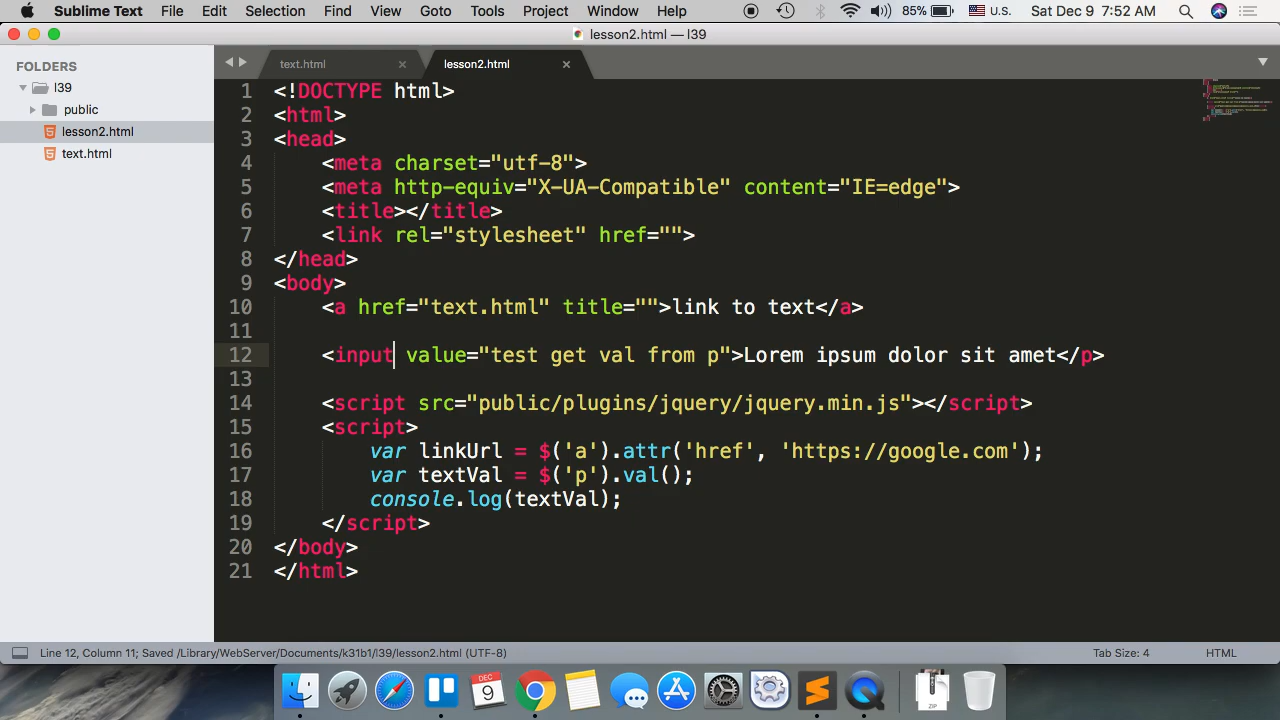 Sublime Text File Edit Selection Find View Goto Tools Project Window Help 85% U.S. Sat Dec 9 7:52 AM
lesson2.html — l39
FOLDERS
l39
public
lesson2.html
text.html
text.html × lesson2.html ×
1 <!DOCTYPE html>
2 <html>
3 <head>
4 <meta charset="utf-8">
5 <meta http-equiv="X-UA-Compatible" content="IE=edge">
6 <title></title>
7 <link rel="stylesheet" href="">
8 </head>
9 <body>
10 <a href="text.html" title="">link to text</a>
11
12 <input value="test get val from p">Lorem ipsum dolor sit amet</p>
13
14 <script src="public/plugins/jquery/jquery.min.js"></script>
15 <script>
16 var linkUrl = $('a').attr('href', 'https://google.com');
17 var textVal = $('p').val();
18 console.log(textVal);
19 </script>
20 </body>
21 </html>
Line 12, Column 11; Saved /Library/WebServer/Documents/k31b1/l39/lesson2.html (UTF-8) Tab Size: 4 HTML
DEC
9
ZIP